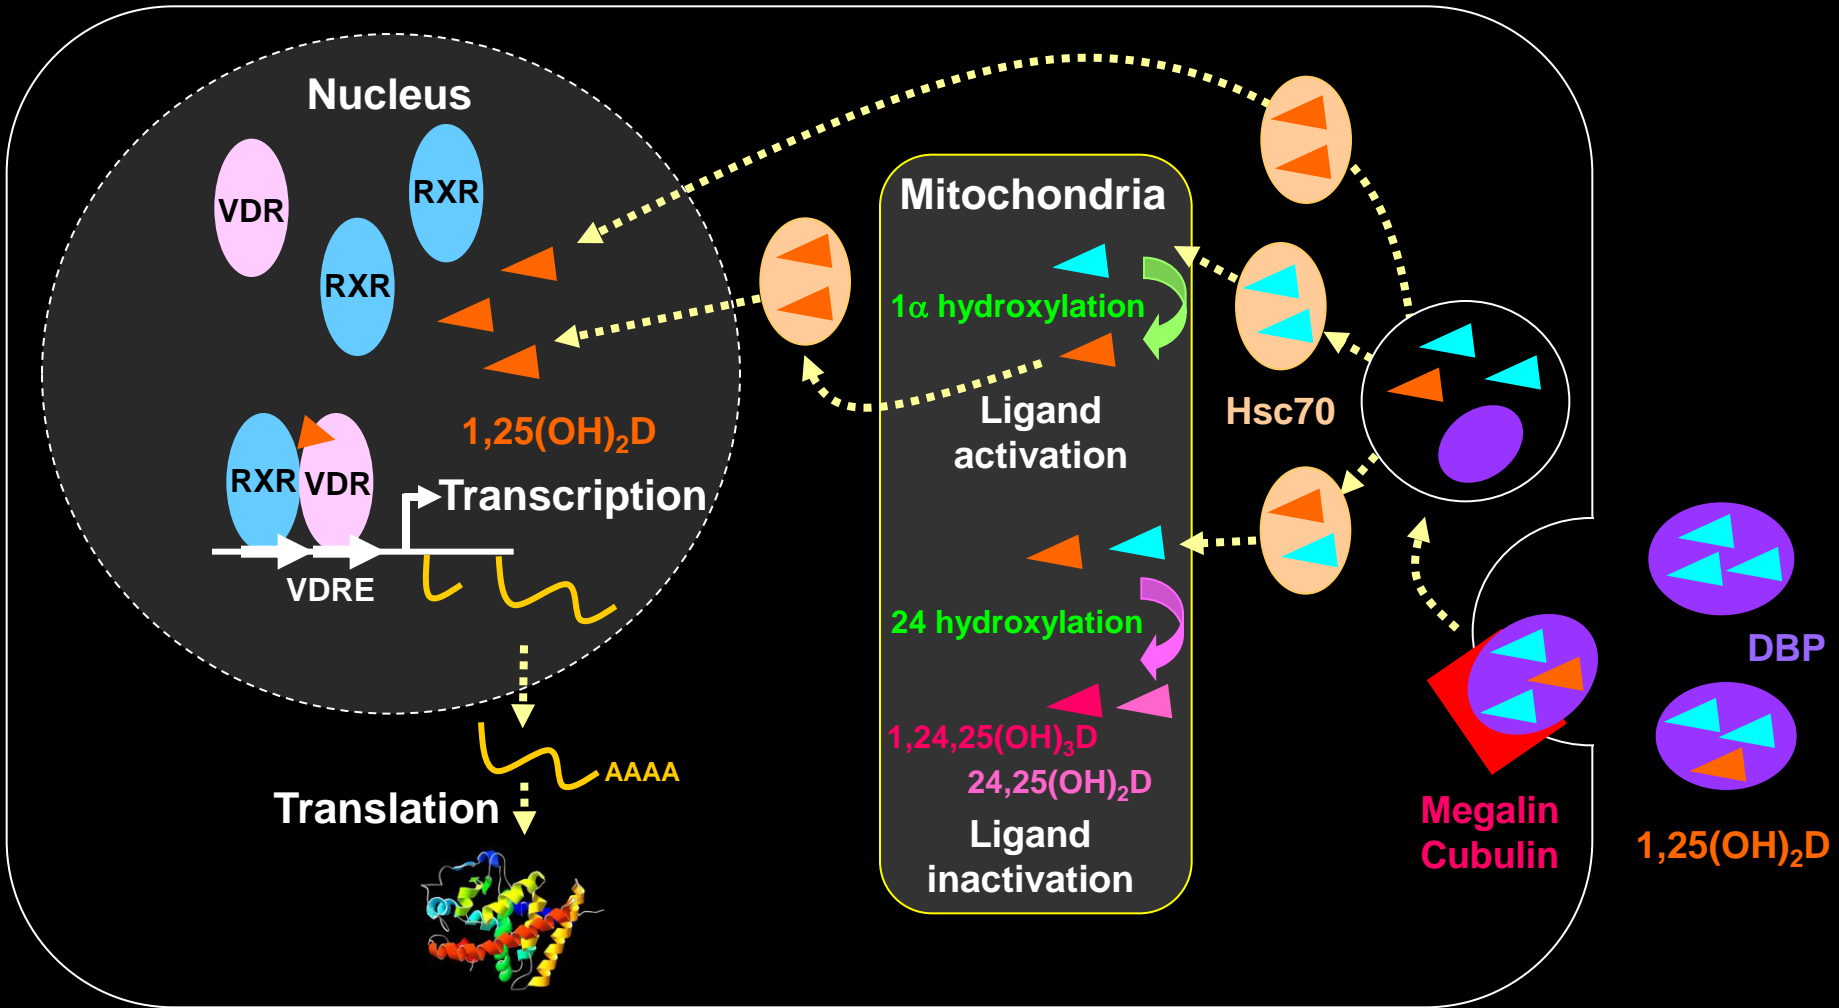 Nucleus
VDR
RXR
RXR
1,25(OH)₂D
RXR
VDR
Transcription
VDRE
AAAA
Translation
Mitochondria
1α hydroxylation
Ligand
activation
24 hydroxylation
1,24,25(OH)₃D
24,25(OH)₂D
Ligand
inactivation
Hsc70
Megalin
Cubulin
DBP
1,25(OH)₂D